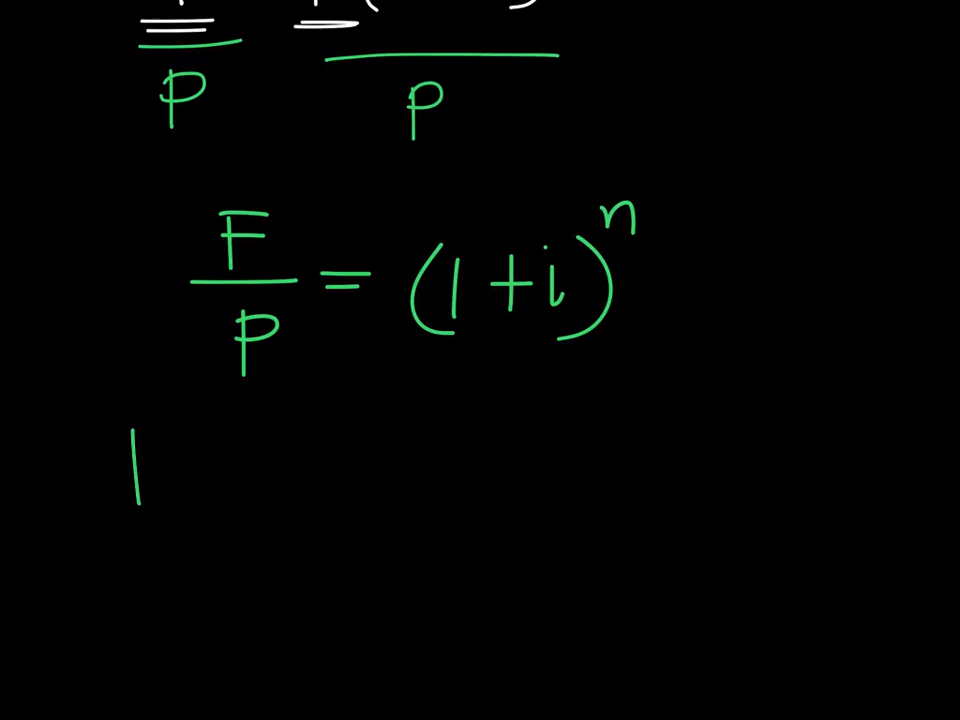 P P
F/P = (1+i)^n